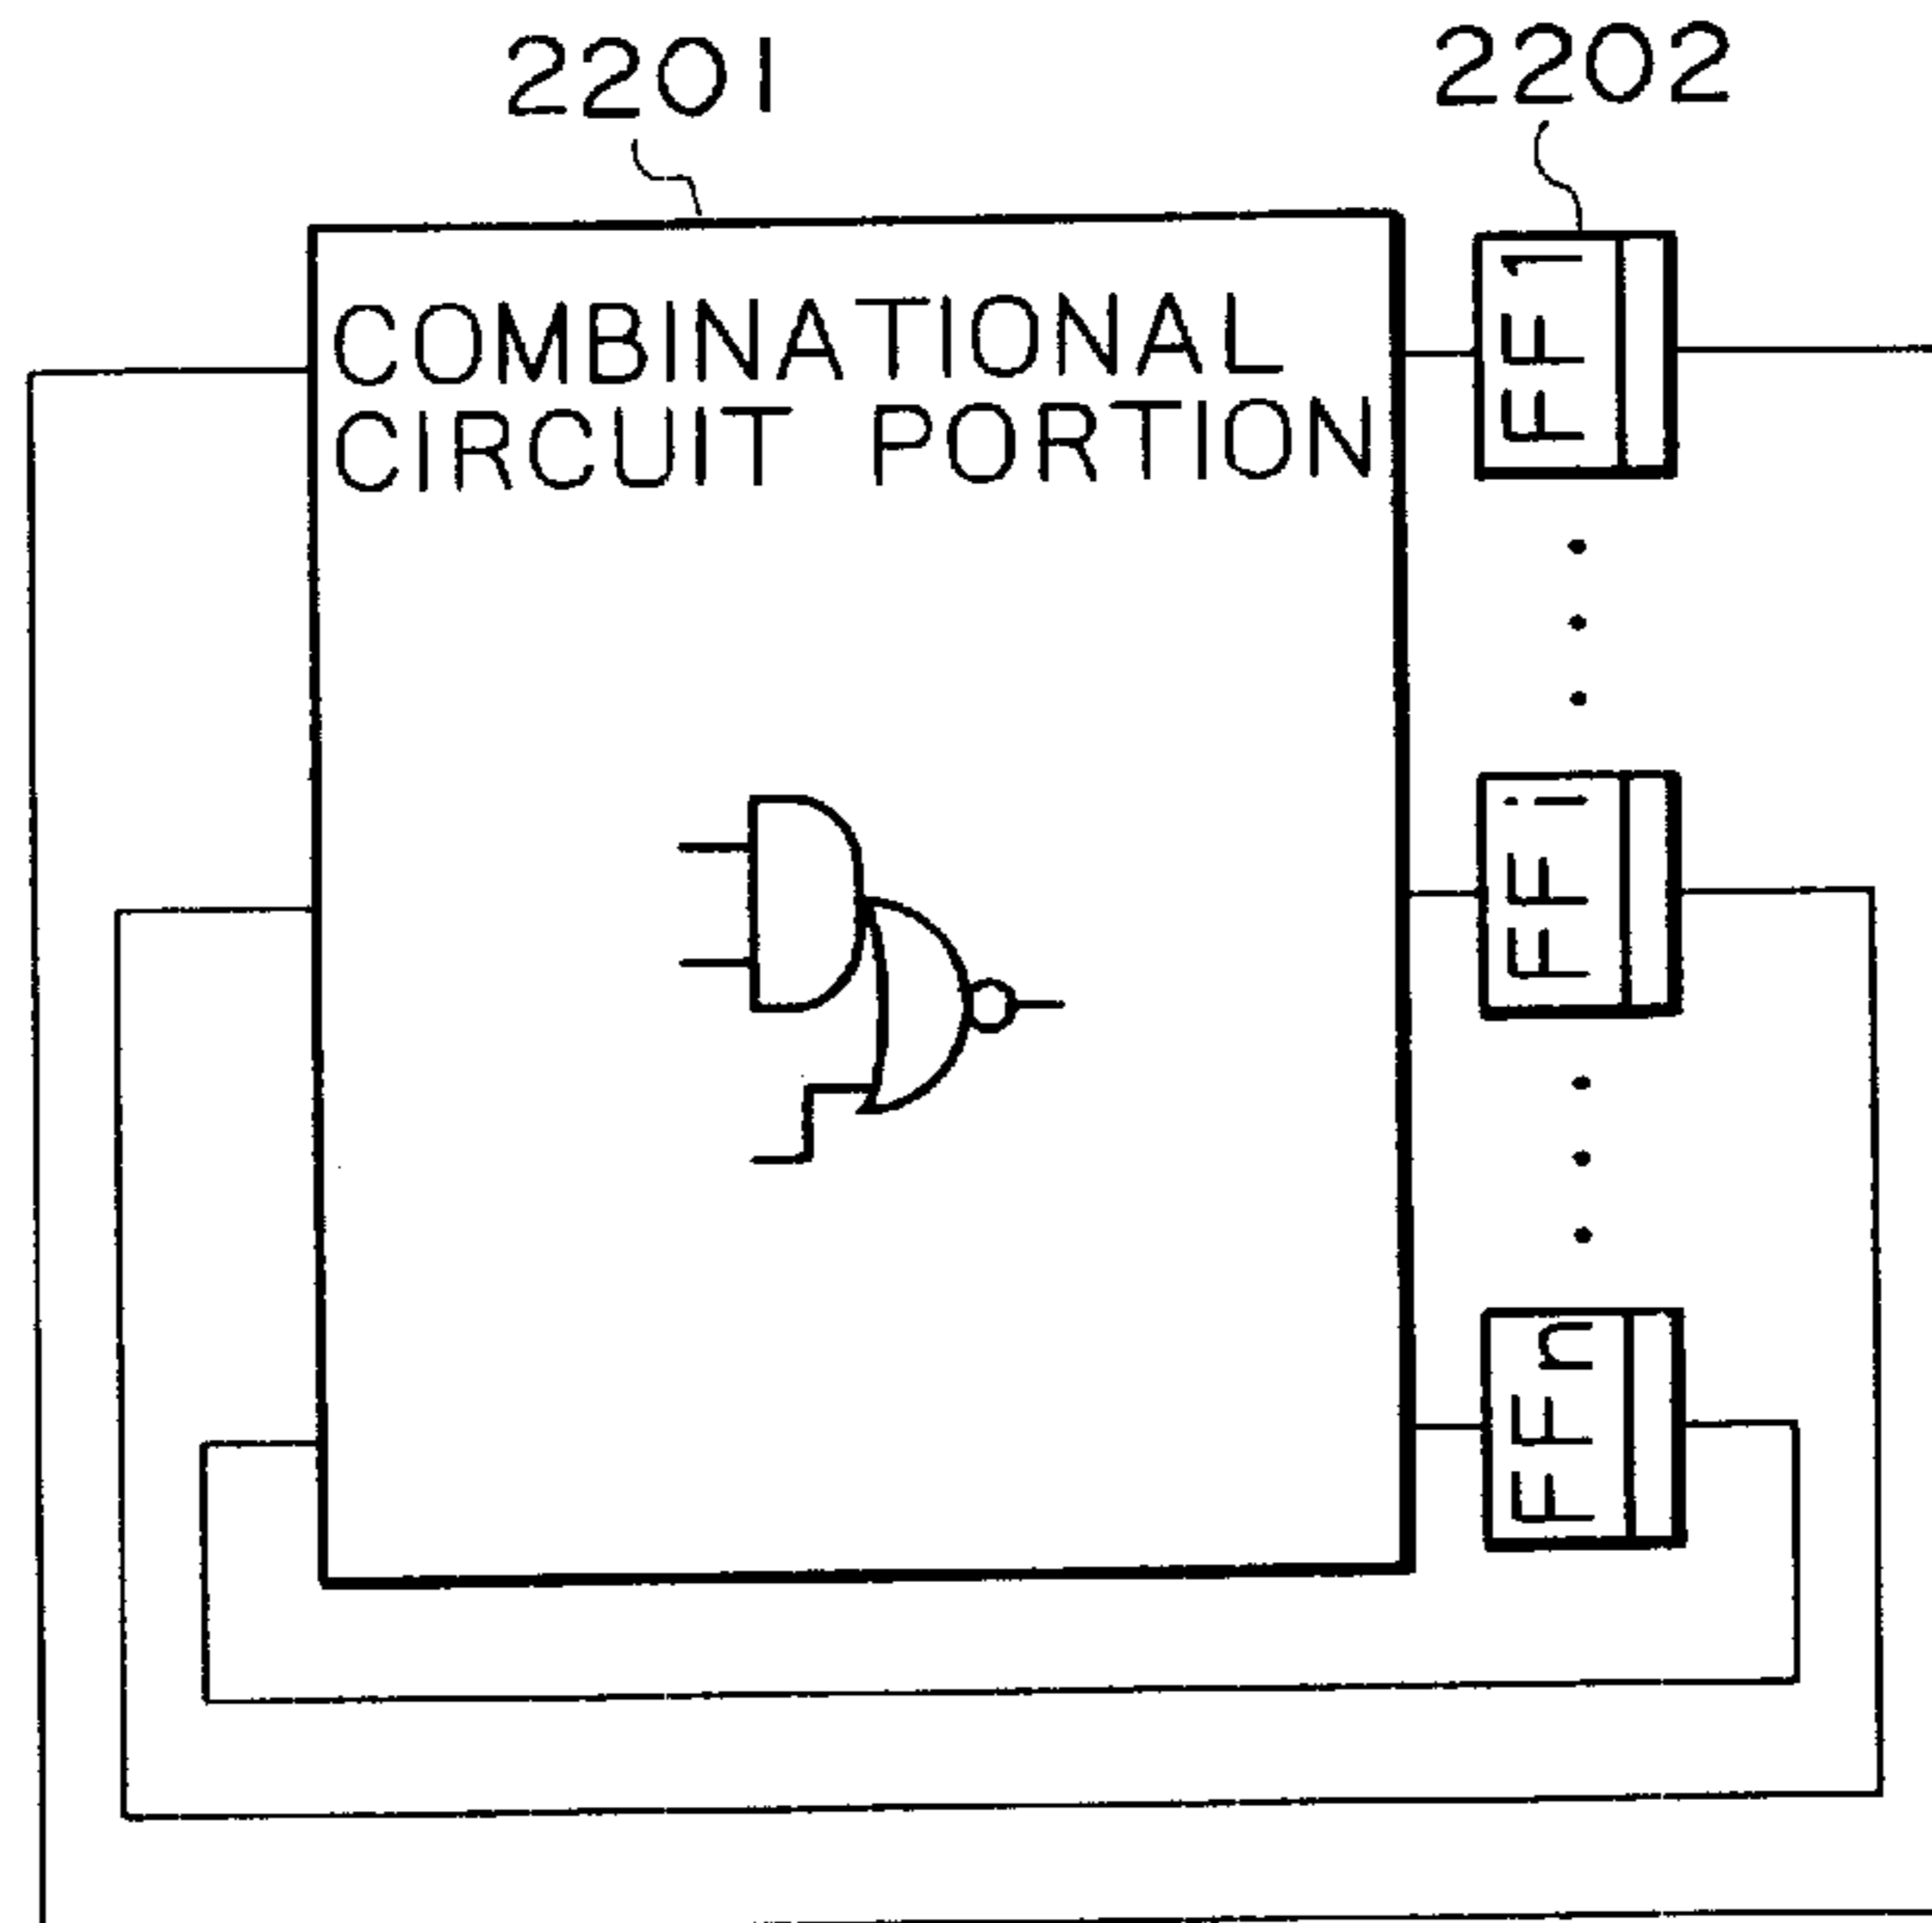 2201
2202
COMBINATIONAL
CIRCUIT PORTION
FF1
FFi
FFn